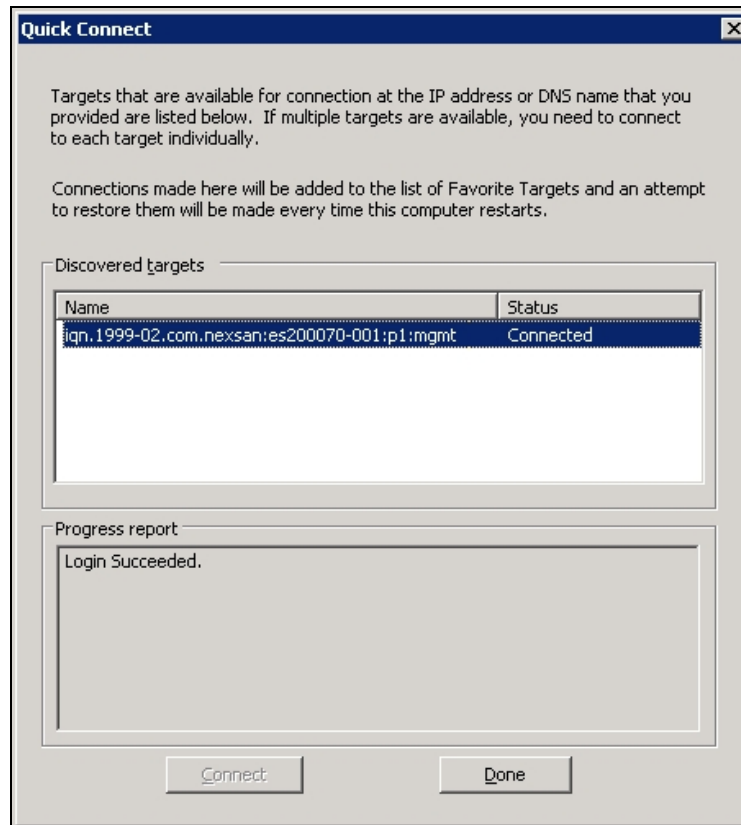 Quick Connect
Targets that are available for connection at the IP address or DNS name that you
provided are listed below.  If multiple targets are available, you need to connect
to each target individually.
Connections made here will be added to the list of Favorite Targets and an attempt
to restore them will be made every time this computer restarts.
Discovered targets
Name Status
iqn.1999-02.com.nexsan:es200070-001:p1:mgmt Connected
Progress report
Login Succeeded.
Connect Done